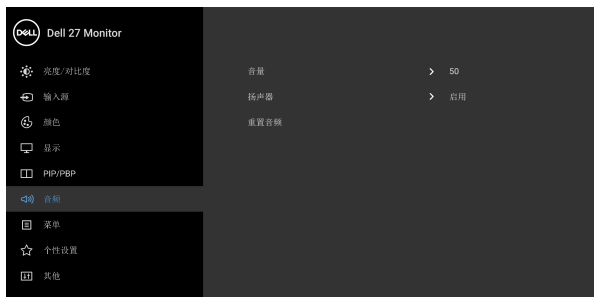 DELL Dell 27 Monitor
亮度/对比度
音量 50
输入源
扬声器 启用
颜色
重置音频
显示
PIP/PBP
音频
菜单
个性设置
其他